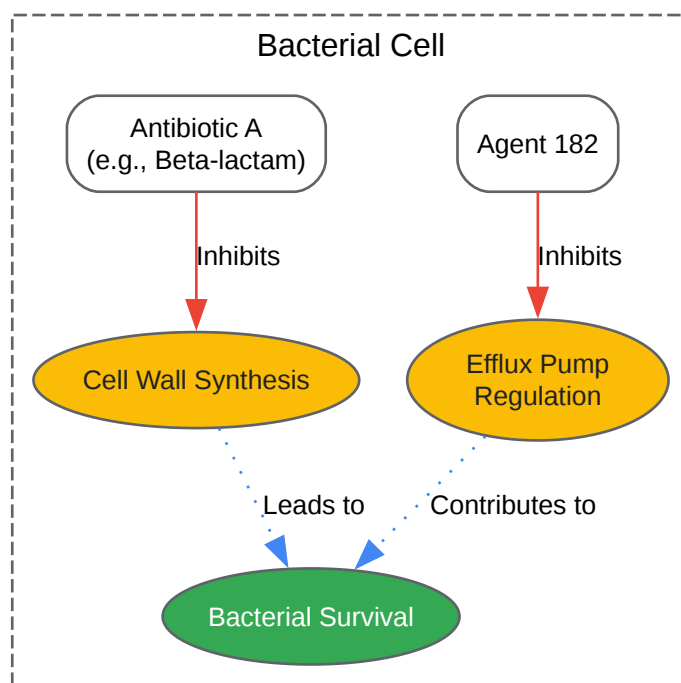 Bacterial Cell
Antibiotic A
(e.g., Beta-lactam)
Agent 182
Inhibits
Inhibits
Cell Wall Synthesis
Efflux Pump
Regulation
Leads to
Contributes to
Bacterial Survival